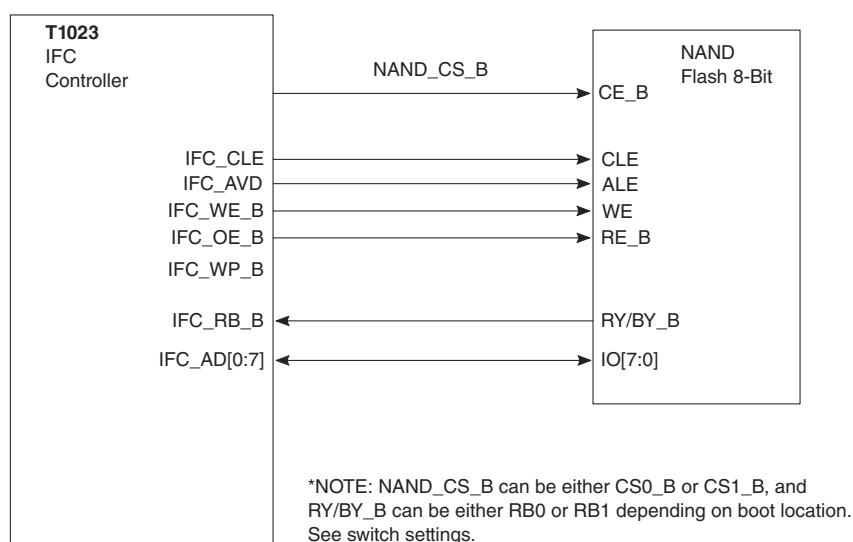 T1023
IFC
Controller
NAND_CS_B
NAND
Flash 8-Bit
CE_B
IFC_CLE
CLE
IFC_AVD
ALE
IFC_WE_B
WE
IFC_OE_B
RE_B
IFC_WP_B
IFC_RB_B
RY/BY_B
IFC_AD[0:7]
IO[7:0]
*NOTE: NAND_CS_B can be either CS0_B or CS1_B, and
RY/BY_B can be either RB0 or RB1 depending on boot location.
See switch settings.